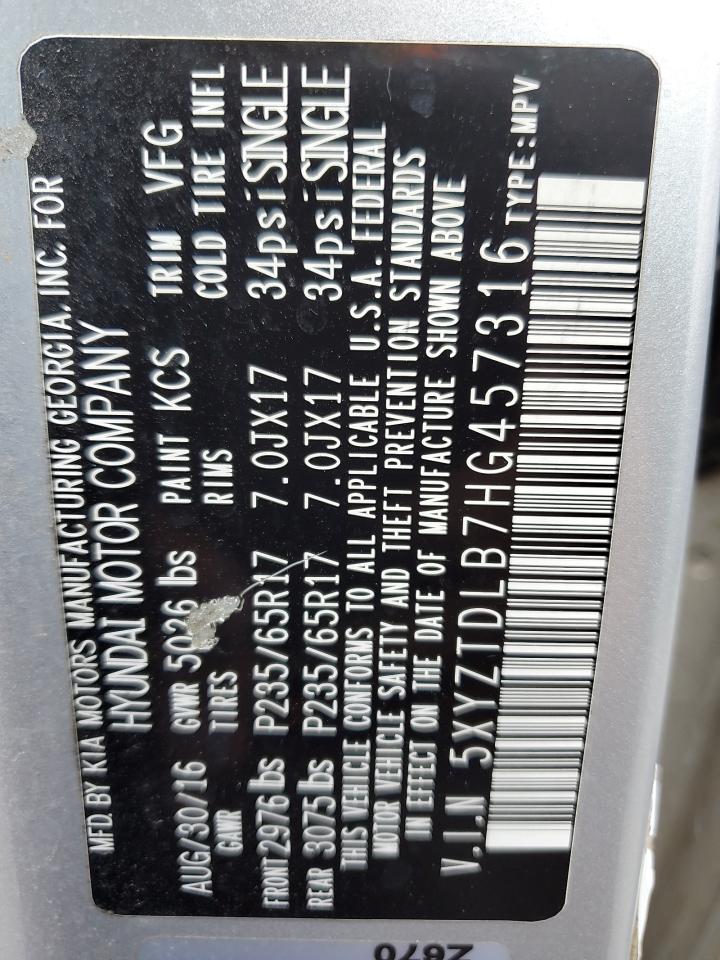 MFD. BY KIA MOTORS MANUFACTURING GEORGIA. INC. FOR
HYUNDAI MOTOR COMPANY
AUG/30/16 GVWR 5026 lbs PAINT KCS TRIM VFG
GAWR TIRES RIMS COLD TIRE INFL
FRONT 2976 lbs P235/65R17 7.0JX17 34psi SINGLE
REAR 3075 lbs P235/65R17 7.0JX17 34psi SINGLE
THIS VEHICLE CONFORMS TO ALL APPLICABLE U.S.A. FEDERAL
MOTOR VEHICLE SAFETY AND THEFT PREVENTION STANDARDS
IN EFFECT ON THE DATE OF MANUFACTURE SHOWN ABOVE
V.I.N 5XYZTDLB7HG457316 TYPE:MPV